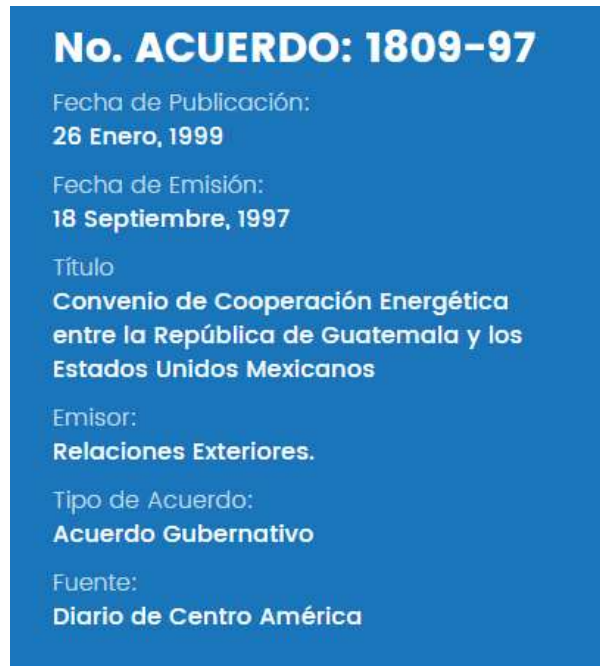 No. ACUERDO: 1809-97
Fecha de Publicación:
26 Enero, 1999
Fecha de Emisión:
18 Septiembre, 1997
Título
Convenio de Cooperación Energética
entre la República de Guatemala y los
Estados Unidos Mexicanos
Emisor:
Relaciones Exteriores.
Tipo de Acuerdo:
Acuerdo Gubernativo
Fuente:
Diario de Centro América